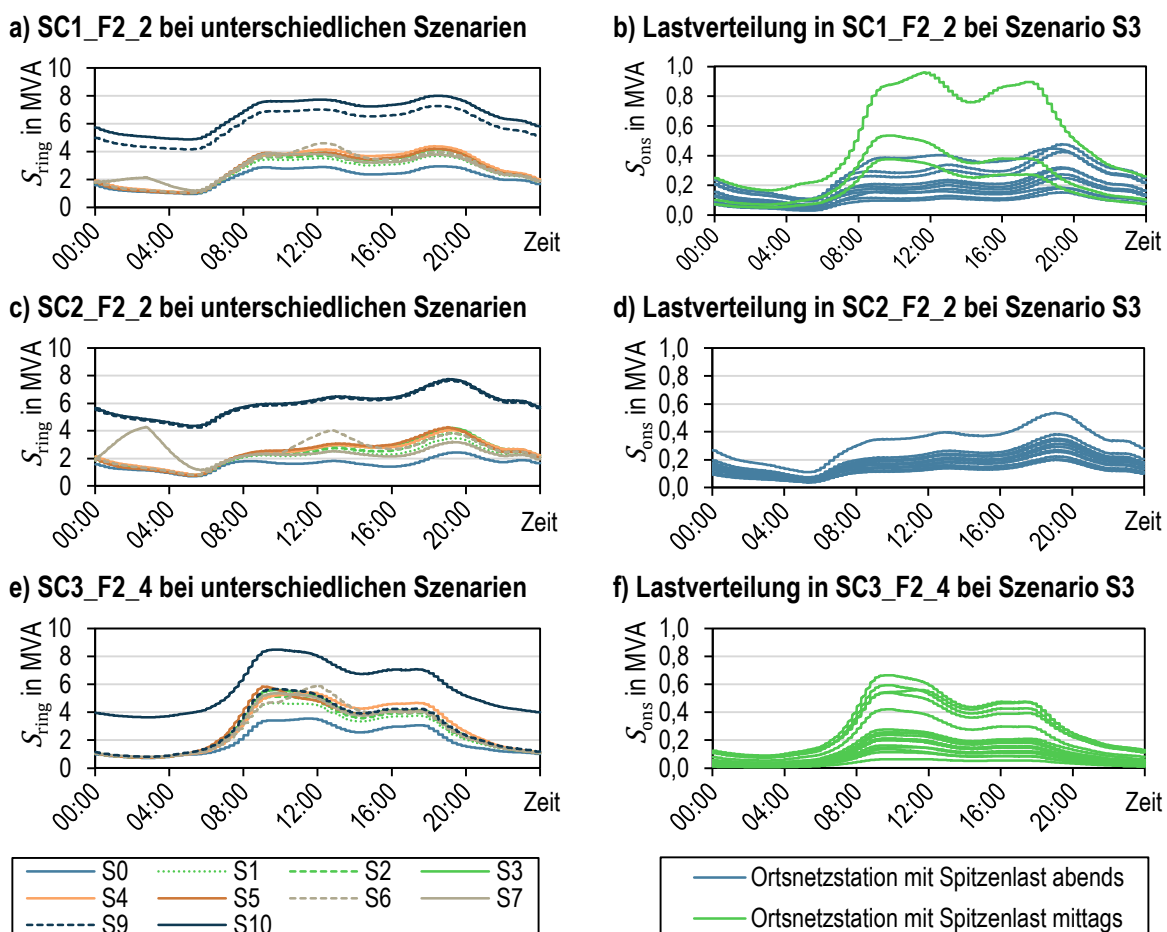 a) SC1_F2_2 bei unterschiedlichen Szenarien
b) Lastverteilung in SC1_F2_2 bei Szenario S3
S_ring in MVA
10
8
6
4
2
0
00:00 04:00 08:00 12:00 16:00 20:00 Zeit
S_ons in MVA
1,0
0,8
0,6
0,4
0,2
0,0
00:00 04:00 08:00 12:00 16:00 20:00 Zeit
c) SC2_F2_2 bei unterschiedlichen Szenarien
d) Lastverteilung in SC2_F2_2 bei Szenario S3
S_ring in MVA
10
8
6
4
2
0
00:00 04:00 08:00 12:00 16:00 20:00 Zeit
S_ons in MVA
1,0
0,8
0,6
0,4
0,2
0,0
00:00 04:00 08:00 12:00 16:00 20:00 Zeit
e) SC3_F2_4 bei unterschiedlichen Szenarien
f) Lastverteilung in SC3_F2_4 bei Szenario S3
S_ring in MVA
10
8
6
4
2
0
00:00 04:00 08:00 12:00 16:00 20:00 Zeit
S_ons in MVA
1,0
0,8
0,6
0,4
0,2
0,0
00:00 04:00 08:00 12:00 16:00 20:00 Zeit
S0 S1 S2 S3
S4 S5 S6 S7
S9 S10
Ortsnetzstation mit Spitzenlast abends
Ortsnetzstation mit Spitzenlast mittags